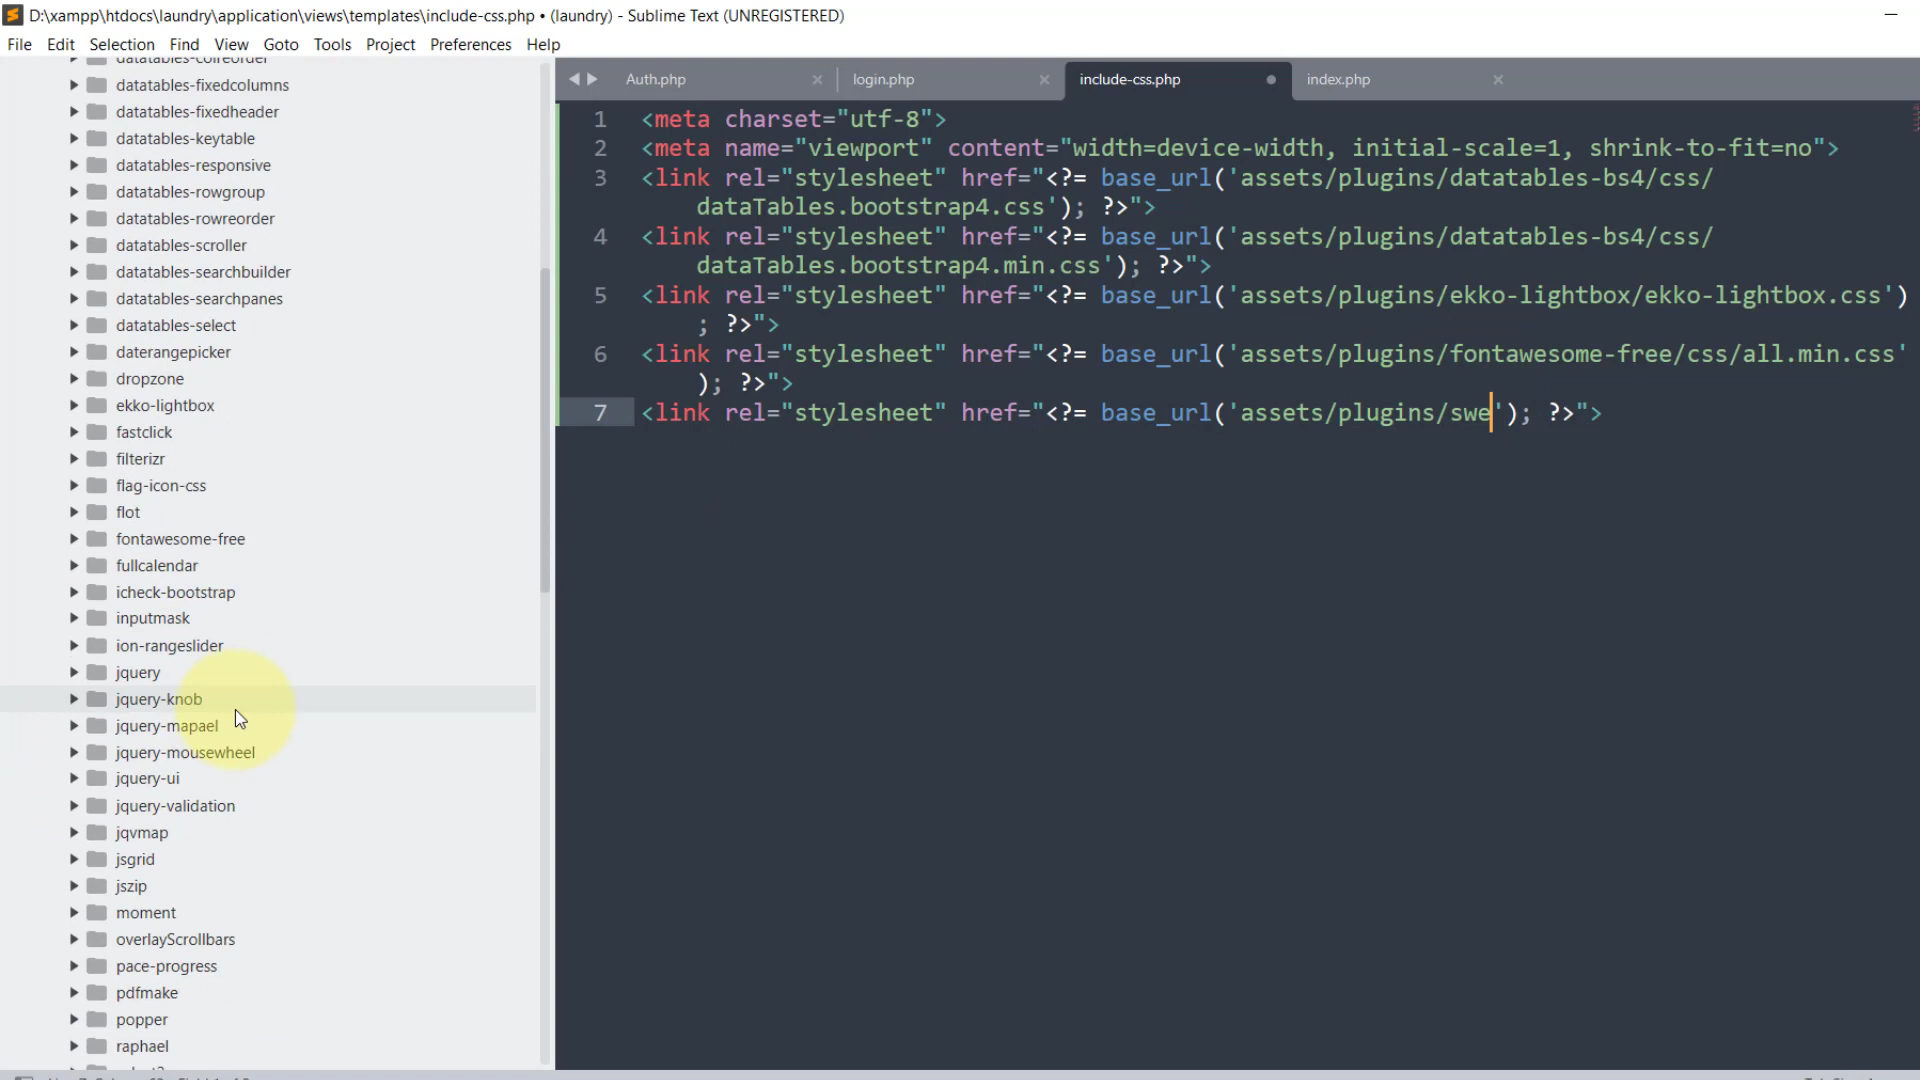 D:\xampp\htdocs\laundry\application\views\templates\include-css.php • (laundry) - Sublime Text (UNREGISTERED)
File Edit Selection Find View Goto Tools Project Preferences Help
datatables-colreorder
datatables-fixedcolumns
datatables-fixedheader
datatables-keytable
datatables-responsive
datatables-rowgroup
datatables-rowreorder
datatables-scroller
datatables-searchbuilder
datatables-searchpanes
datatables-select
daterangepicker
dropzone
ekko-lightbox
fastclick
filterizr
flag-icon-css
flot
fontawesome-free
fullcalendar
icheck-bootstrap
inputmask
ion-rangeslider
jquery
jquery-knob
jquery-mapael
jquery-mousewheel
jquery-ui
jquery-validation
jqvmap
jsgrid
jszip
moment
overlayScrollbars
pace-progress
pdfmake
popper
raphael
Auth.php login.php include-css.php index.php
1 <meta charset="utf-8">
2 <meta name="viewport" content="width=device-width, initial-scale=1, shrink-to-fit=no">
3 <link rel="stylesheet" href="<?= base_url('assets/plugins/datatables-bs4/css/
dataTables.bootstrap4.css'); ?>">
4 <link rel="stylesheet" href="<?= base_url('assets/plugins/datatables-bs4/css/
dataTables.bootstrap4.min.css'); ?>">
5 <link rel="stylesheet" href="<?= base_url('assets/plugins/ekko-lightbox/ekko-lightbox.css')
; ?>">
6 <link rel="stylesheet" href="<?= base_url('assets/plugins/fontawesome-free/css/all.min.css'
); ?>">
7 <link rel="stylesheet" href="<?= base_url('assets/plugins/swe'); ?>">